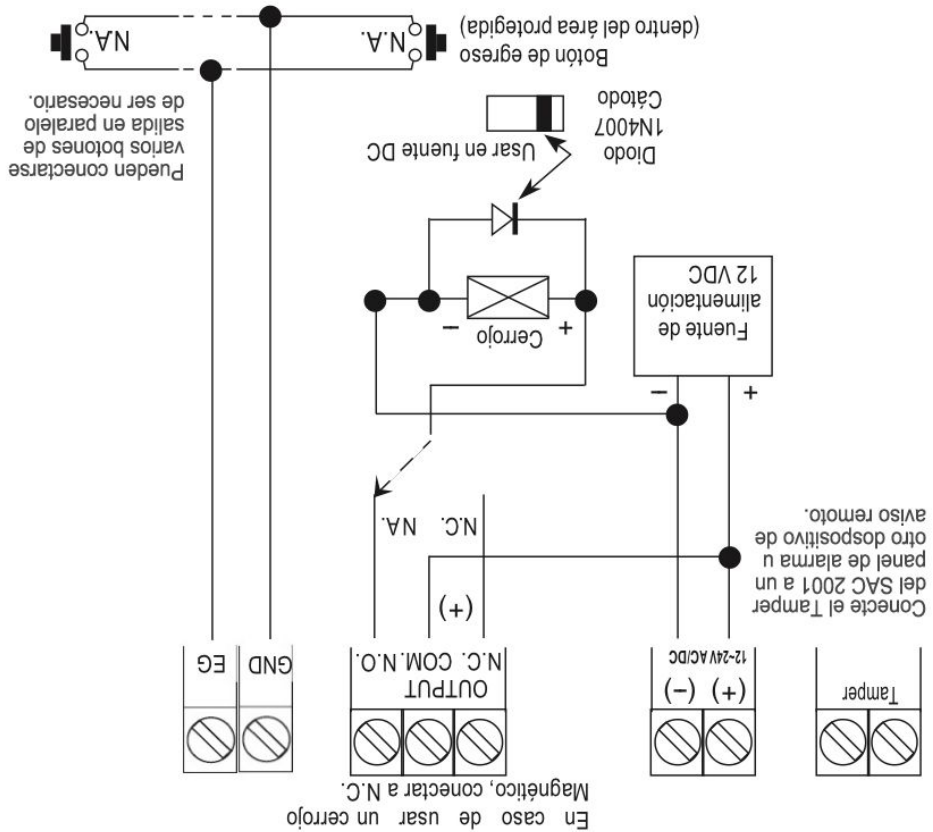 En caso de usar un cerrojo
Magnético, conectar a N.C.
Tamper
(+) (−)
12~24V AC/DC
OUTPUT
N.C. COM. N.O.
GND
EG
Conecte el Tamper
del SAC 2001 a un
panel de alarma u
otro dospositivo de
aviso remoto.
(+)
N.C.
NA.
+
−
Fuente de
alimentación
12 VDC
+
Cerrojo
−
Diodo
1N4007
Cátodo
Usar en fuente DC
Pueden conectarse
varios botones de
salida en paralelo
de ser necesario.
Botón de egreso
(dentro del área protegida)
N.A.
N.A.